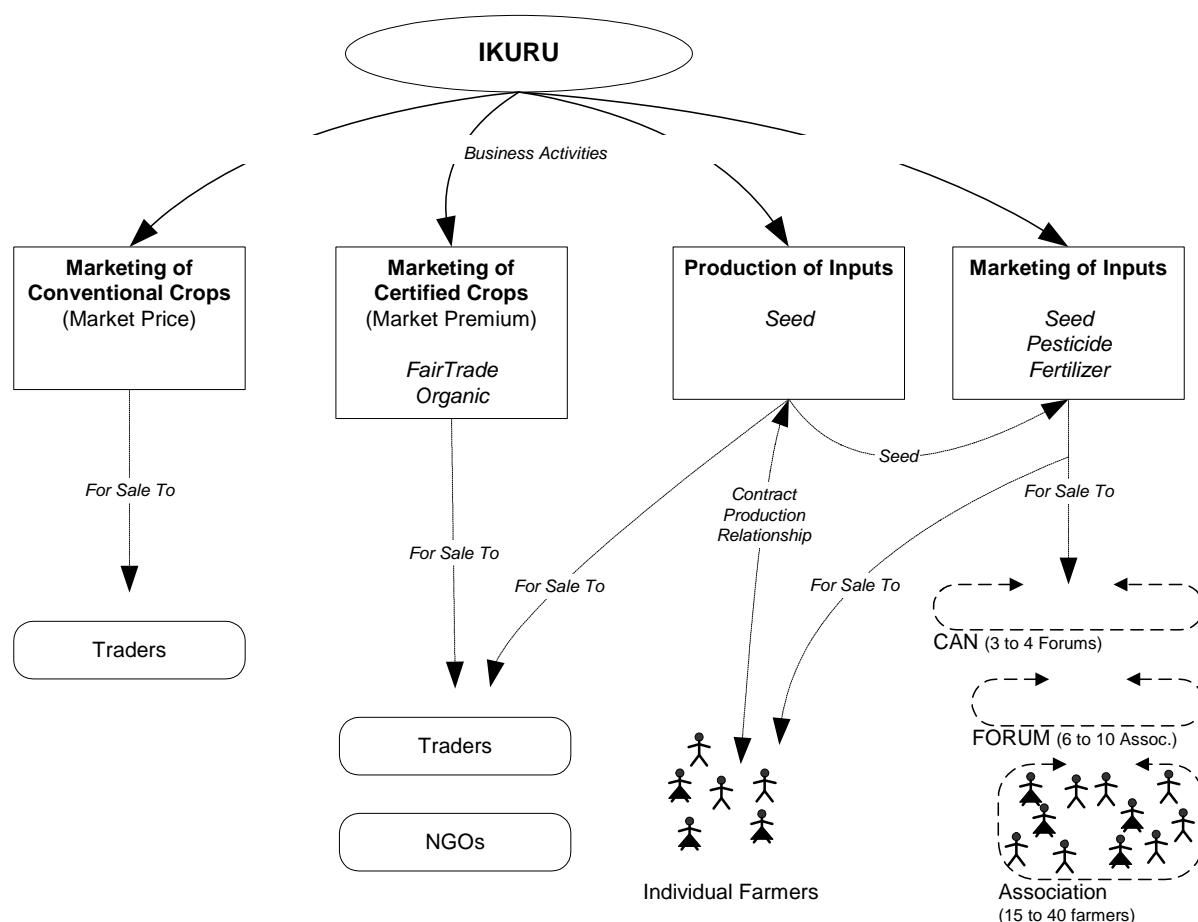 IKURU
Business Activities
Marketing of
Conventional Crops
(Market Price)
Marketing of
Certified Crops
(Market Premium)
FairTrade
Organic
Production of Inputs
Seed
Marketing of Inputs
Seed
Pesticide
Fertilizer
Seed
For Sale To
Contract
Production
Relationship
For Sale To
For Sale To
For Sale To
For Sale To
Traders
CAN (3 to 4 Forums)
Traders
FORUM (6 to 10 Assoc.)
NGOs
Individual Farmers
Association
(15 to 40 farmers)